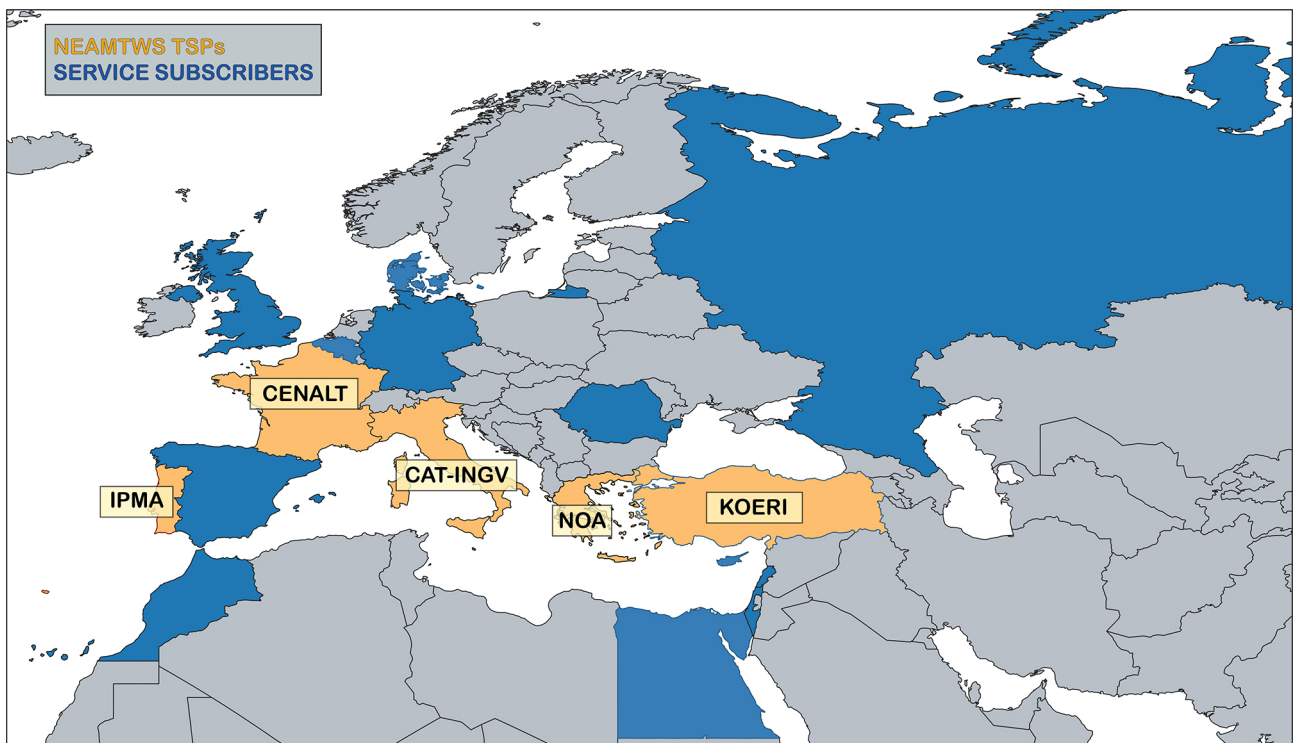 NEAMTWS TSPs
SERVICE SUBSCRIBERS
CENALT
CAT-INGV
IPMA
NOA
KOERI